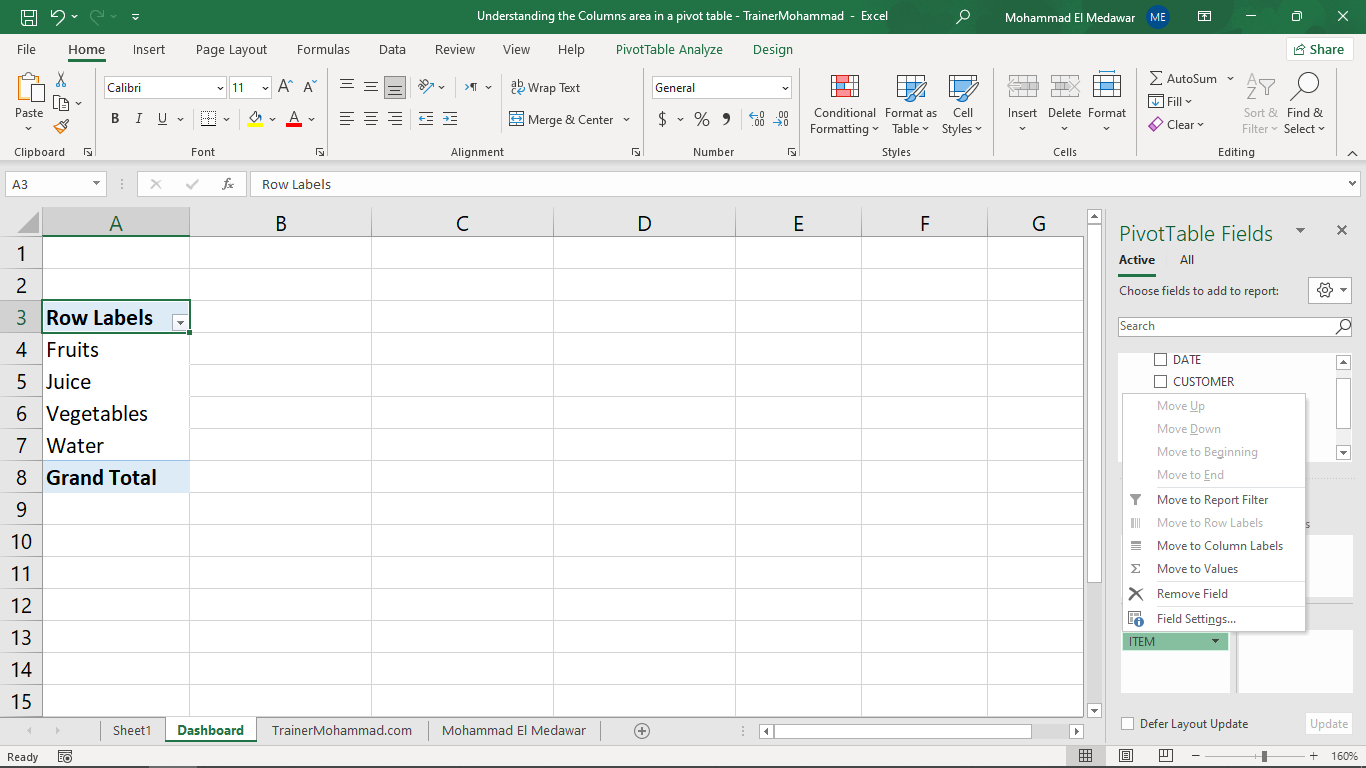 Understanding the Columns area in a pivot table - TrainerMohammad - Excel
Mohammad El Medawar ME
File Home Insert Page Layout Formulas Data Review View Help PivotTable Analyze Design Share
Paste
Calibri 11
B I U A
Wrap Text
Merge & Center
General
$ % 9
Conditional Formatting
Format as Table
Cell Styles
Insert Delete Format
AutoSum
Fill
Clear
Sort & Filter
Find & Select
Clipboard Font Alignment Number Styles Cells Editing
A3 fx Row Labels
A B C D E F G
1
2
3 Row Labels
4 Fruits
5 Juice
6 Vegetables
7 Water
8 Grand Total
9
10
11
12
13
14
15
PivotTable Fields
Active All
Choose fields to add to report:
Search
DATE
CUSTOMER
Move Up
Move Down
Move to Beginning
Move to End
Move to Report Filter
Move to Row Labels
Move to Column Labels
Move to Values
Remove Field
Field Settings...
ITEM
Defer Layout Update Update
Sheet1 Dashboard TrainerMohammad.com Mohammad El Medawar
Ready 160%